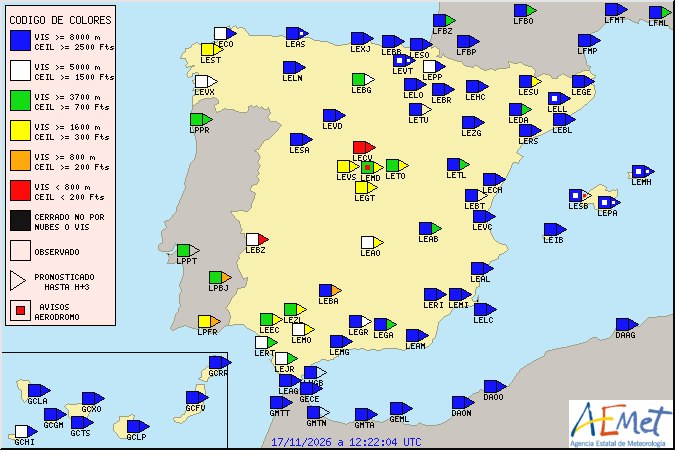 CODIGO DE COLORES
VIS >= 8000 m
CEIL >= 2500 Fts
VIS >= 5000 m
CEIL >= 1500 Fts
VIS >= 3700 m
CEIL >= 700 Fts
VIS >= 1600 m
CEIL >= 300 Fts
VIS >= 800 m
CEIL >= 200 Fts
VIS < 800 m
CEIL < 200 Fts
CERRADO NO POR
NUBES O VIS
OBSERVADO
PRONOSTICADO
HASTA H+3
AVISOS
AERODROMO
LECO
LEAS
LEXJ
LEBB
LESO
LFBZ
LFBP
LFBO
LFMT
LFML
LFMP
LEST
LEVX
LELN
LEBG
LEVT
LEPP
LELO
LEBR
LEHC
LESU
LEGE
LELL
LPPR
LEVD
LETU
LEZG
LEDA
LERS
LEBL
LESA
LECV
LEVS
LEMD
LETO
LEGT
LETL
LECH
LEBT
LEVC
LEMH
LESB
LEPA
LEIB
LPPT
LEBZ
LEAO
LEAB
LPBJ
LEBA
LEAL
LERI
LEMI
LELC
LPFR
LEEC
LEZL
LEMO
LEGR
LEGA
LEAM
LERT
LEMG
LEJR
LEAG
LXGB
GECE
GMTT
GMTN
GMTA
GEML
DAON
DAOO
DAAG
GCRR
GCLA
GCXO
GCFV
GCGM
GCTS
GCLP
GCHI
17/11/2026 a 12:22:04 UTC
AEMet
Agencia Estatal de Meteorología